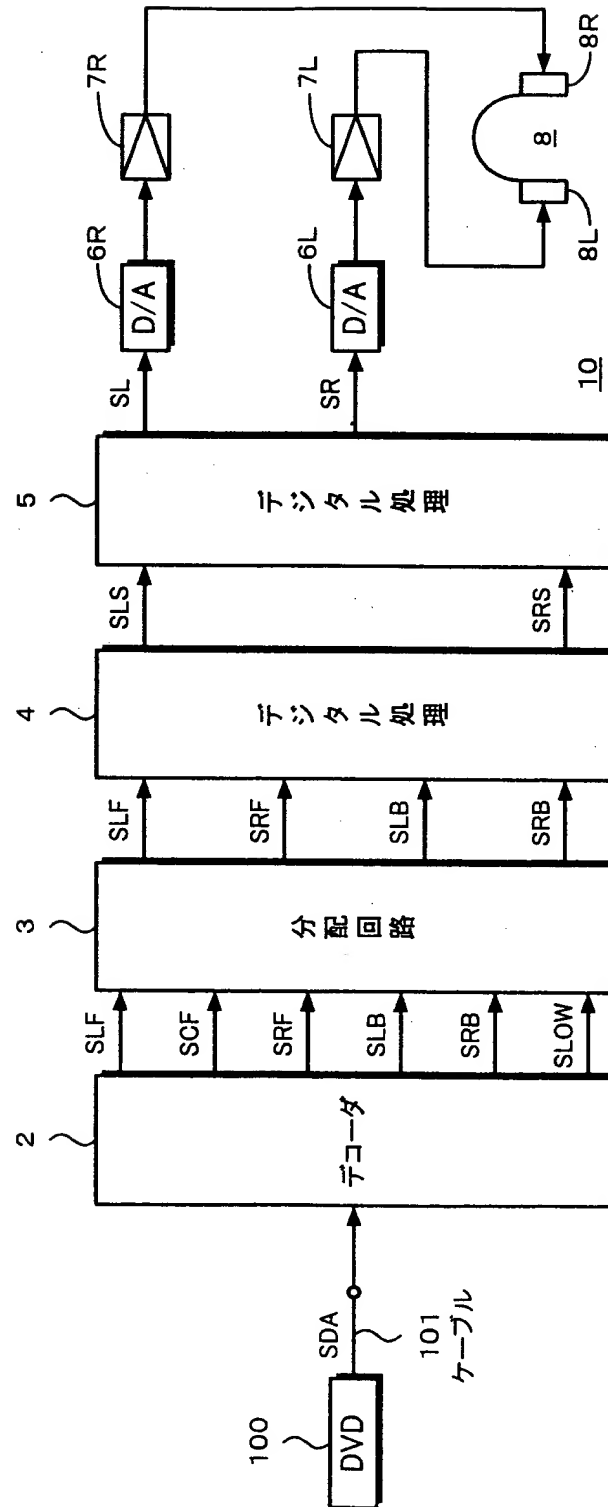 100
DVD
SDA
101
ケーブル
2
デコーダ
SLF
SCF
SRF
SLB
SRB
SLOW
3
分配回路
SLF
SRF
SLB
SRB
4
デジタル処理
SLS
SRS
5
デジタル処理
SL
SR
6R
D/A
6L
D/A
7R
7L
8
8L
8R
10